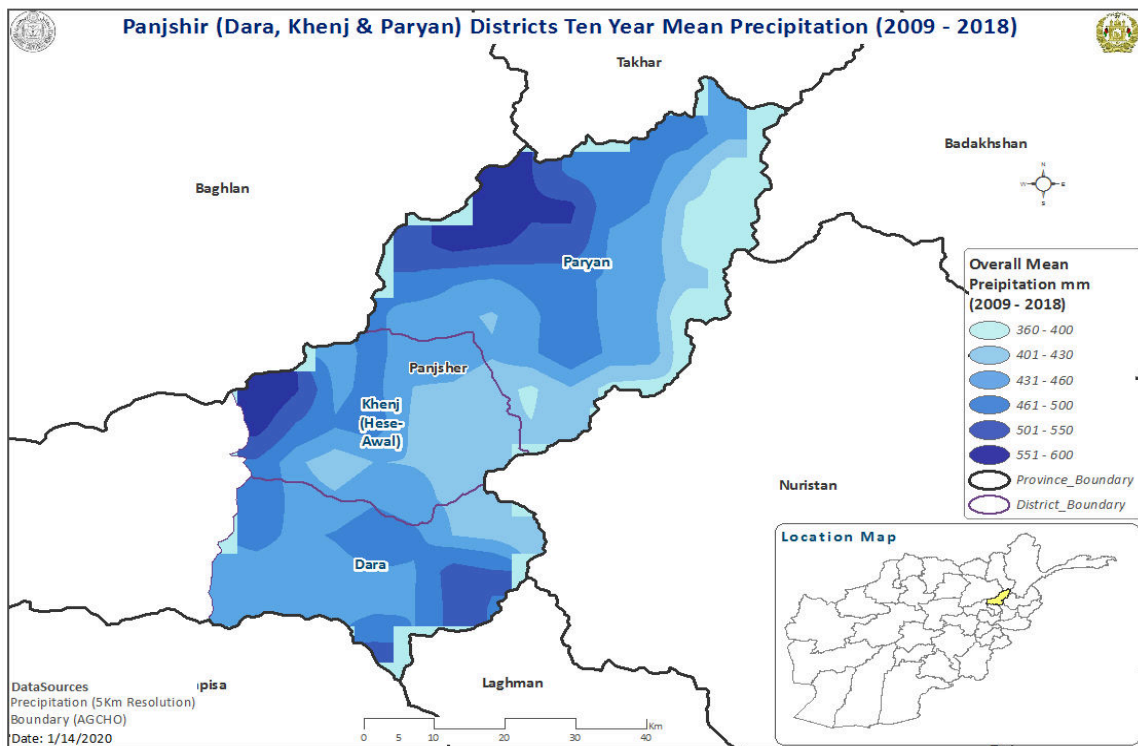 Panjshir (Dara, Khenj & Paryan) Districts Ten Year Mean Precipitation (2009 - 2018)
Takhar
Badakhshan
Baghlan
N
W E
S
Paryan
Overall Mean
Preipitation mm
(2009 - 2018)
360 - 400
401 - 430
431 - 460
461 - 500
501 - 550
551 - 600
Province_Boundary
District_Boundary
Panjsher
Khenj
(Hese-
Awal)
Nuristan
Dara
Location Map
Laghman
DataSources
ıpisa
Precipitation (5Km Resolution)
Boundary (AGCHO)
Date: 1/14/2020
Km
0 5 10 20 30 40